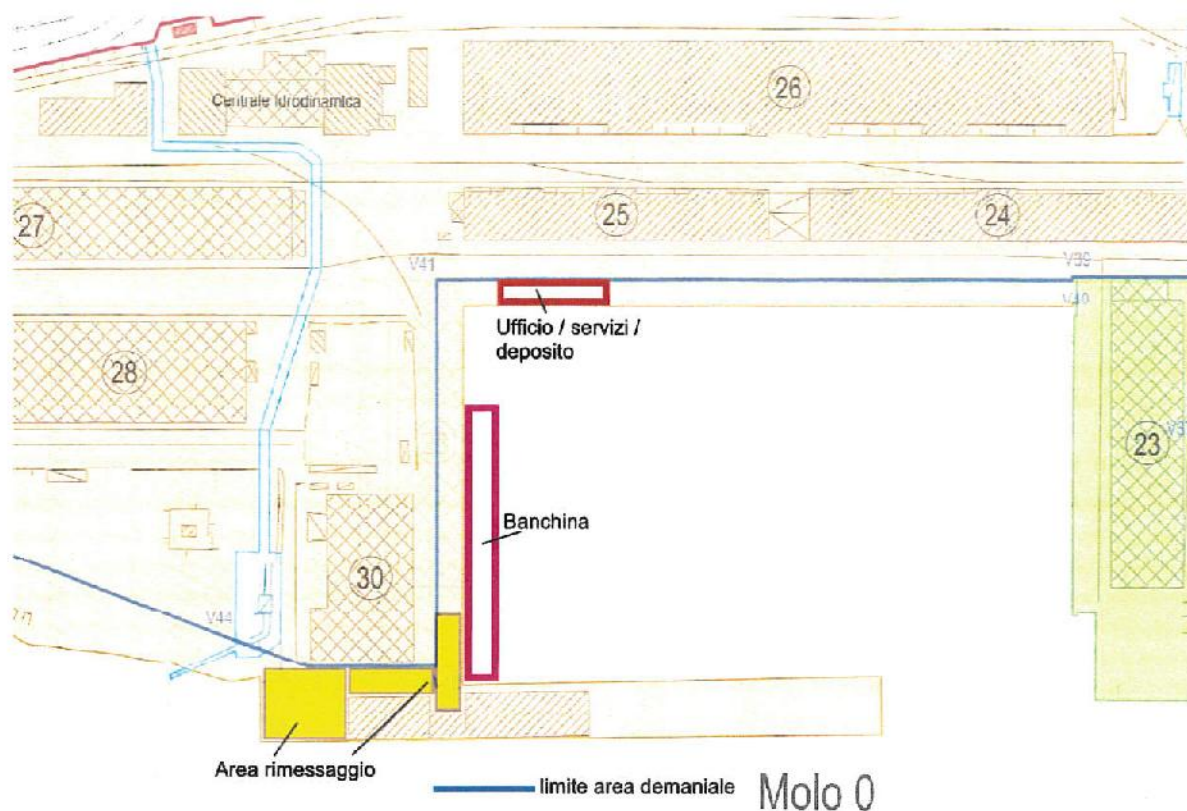 Centrale Idrodinamica
26
27
25
24
V41
V39
V40
Ufficio / servizi /
deposito
28
23
Banchina
30
V44
Area rimessaggio
limite area demaniale
Molo 0